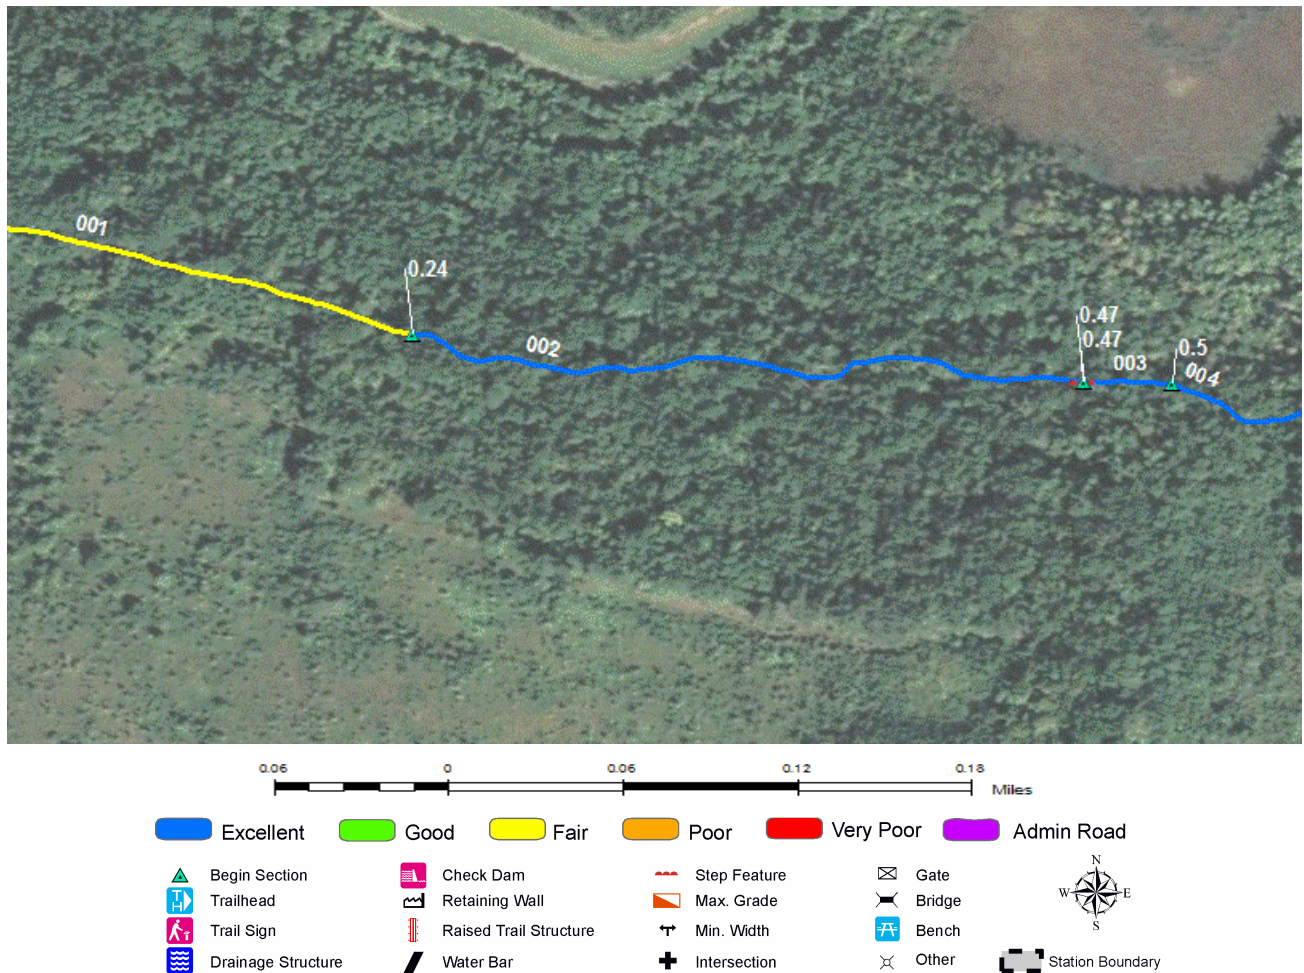 001
0.24
002
0.47
0.47
003
0.5
004
0.06 0 0.06 0.12 0.18
Miles
Excellent Good Fair Poor Very Poor Admin Road
Begin Section Check Dam Step Feature Gate
Trailhead Retaining Wall Max. Grade Bridge
Trail Sign Raised Trail Structure Min. Width Bench
Drainage Structure Water Bar Intersection Other Station Boundary
N
W E
S
TH